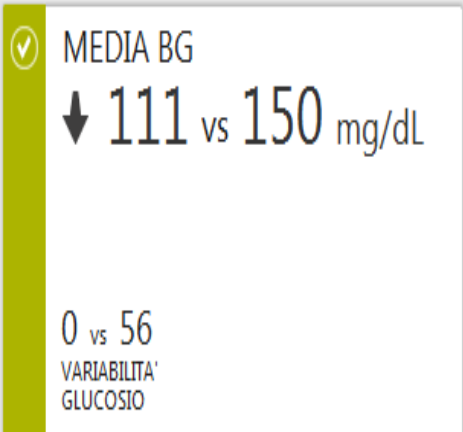 MEDIA BG
111 vs 150 mg/dL
0 vs 56
VARIABILITA'
GLUCOSIO